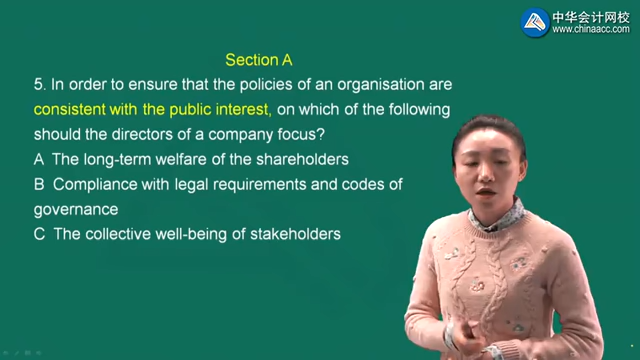 中华会计网校
www.chinaacc.com
Section A
5. In order to ensure that the policies of an organisation are
consistent with the public interest, on which of the following
should the directors of a company focus?
A The long-term welfare of the shareholders
B Compliance with legal requirements and codes of
governance
C The collective well-being of stakeholders